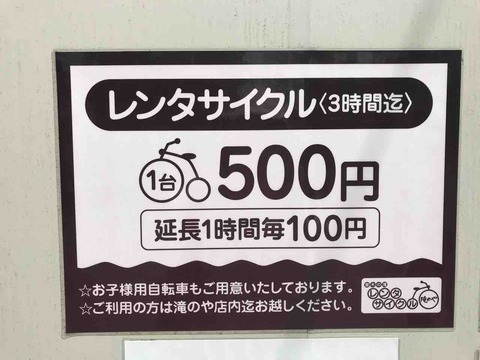 レンタサイクル〈3時間迄〉
1台 500円
延長1時間毎100円
☆お子様用自転車もご用意いたしております。
☆ご利用の方は滝のや店内迄お越しください。
レンタ
サイクル